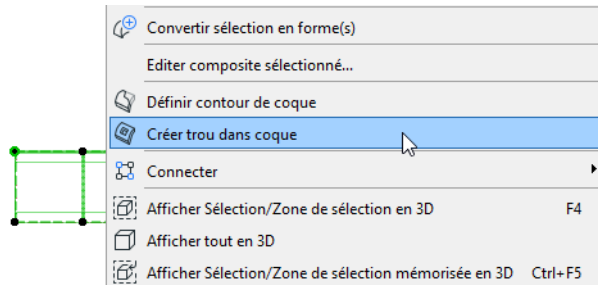 Convertir sélection en forme(s)
Editer composite sélectionné...
Définir contour de coque
Créer trou dans coque
Connecter
Afficher Sélection/Zone de sélection en 3D F4
Afficher tout en 3D
Afficher Sélection/Zone de sélection mémorisée en 3D Ctrl+F5